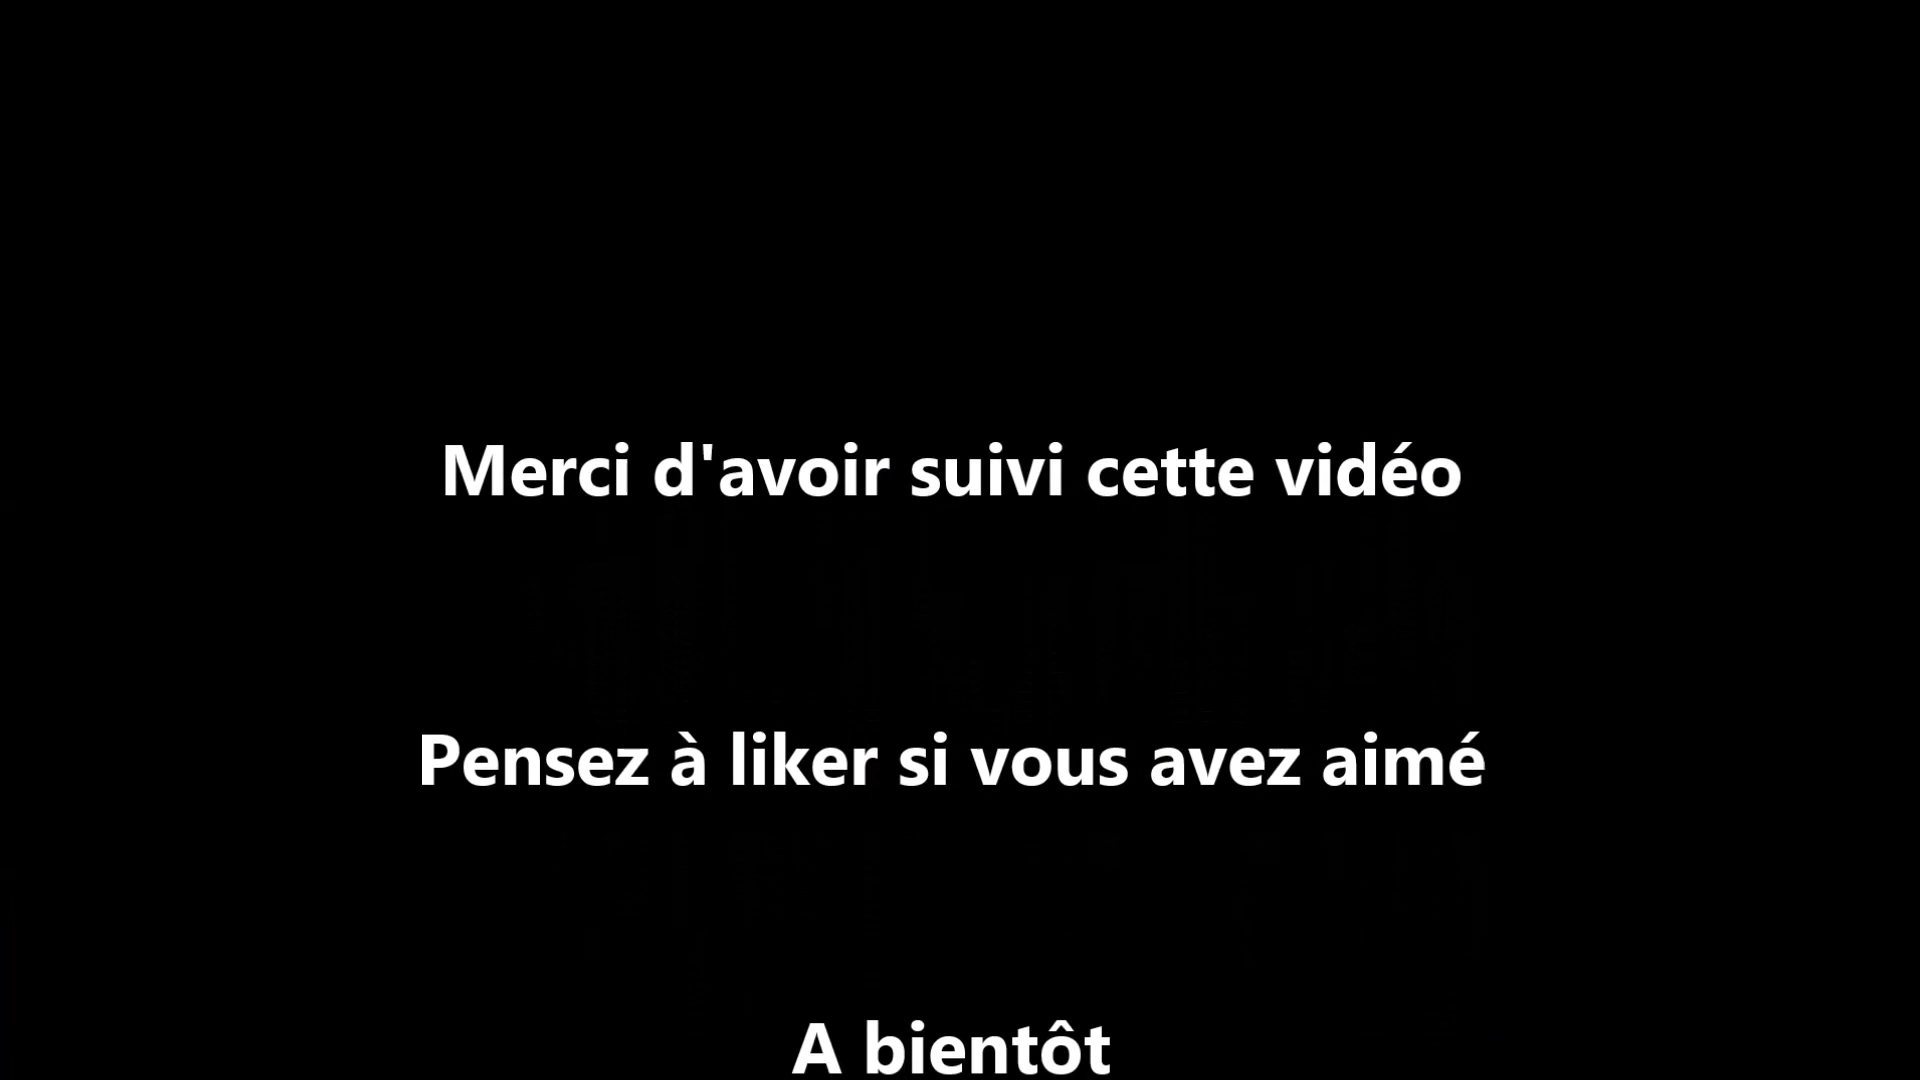 Merci d'avoir suivi cette vidéo
Pensez à liker si vous avez aimé
A bientôt